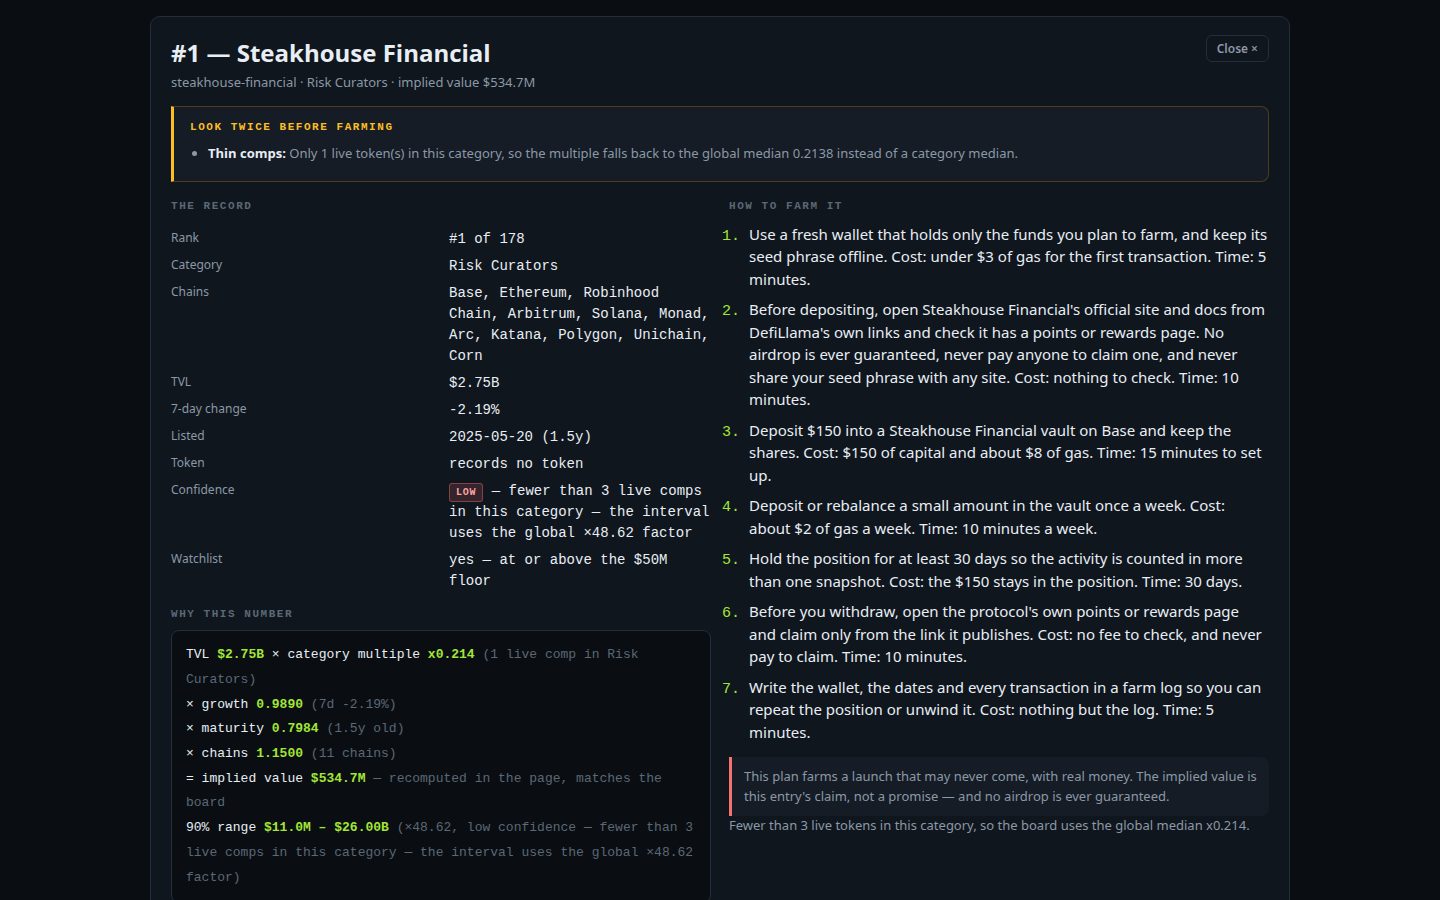 #1 — Steakhouse Financial
Close ×
steakhouse-financial · Risk Curators · implied value $534.7M
LOOK TWICE BEFORE FARMING
• Thin comps: Only 1 live token(s) in this category, so the multiple falls back to the global median 0.2138 instead of a category median.
THE RECORD
Rank #1 of 178
Category Risk Curators
Chains Base, Ethereum, Robinhood
Chain, Arbitrum, Solana, Monad,
Arc, Katana, Polygon, Unichain,
Corn
TVL $2.75B
7-day change -2.19%
Listed 2025-05-20 (1.5y)
Token records no token
Confidence LOW — fewer than 3 live comps
in this category — the interval
uses the global ×48.62 factor
Watchlist yes — at or above the $50M
floor
WHY THIS NUMBER
TVL $2.75B × category multiple x0.214 (1 live comp in Risk
Curators)
× growth 0.9890 (7d -2.19%)
× maturity 0.7984 (1.5y old)
× chains 1.1500 (11 chains)
= implied value $534.7M — recomputed in the page, matches the
board
90% range $11.0M – $26.00B (×48.62, low confidence — fewer than 3
live comps in this category — the interval uses the global ×48.62
factor)
HOW TO FARM IT
1. Use a fresh wallet that holds only the funds you plan to farm, and keep its
seed phrase offline. Cost: under $3 of gas for the first transaction. Time: 5
minutes.
2. Before depositing, open Steakhouse Financial's official site and docs from
DefiLlama's own links and check it has a points or rewards page. No
airdrop is ever guaranteed, never pay anyone to claim one, and never
share your seed phrase with any site. Cost: nothing to check. Time: 10
minutes.
3. Deposit $150 into a Steakhouse Financial vault on Base and keep the
shares. Cost: $150 of capital and about $8 of gas. Time: 15 minutes to set
up.
4. Deposit or rebalance a small amount in the vault once a week. Cost:
about $2 of gas a week. Time: 10 minutes a week.
5. Hold the position for at least 30 days so the activity is counted in more
than one snapshot. Cost: the $150 stays in the position. Time: 30 days.
6. Before you withdraw, open the protocol's own points or rewards page
and claim only from the link it publishes. Cost: no fee to check, and never
pay to claim. Time: 10 minutes.
7. Write the wallet, the dates and every transaction in a farm log so you can
repeat the position or unwind it. Cost: nothing but the log. Time: 5
minutes.
This plan farms a launch that may never come, with real money. The implied value is
this entry's claim, not a promise — and no airdrop is ever guaranteed.
Fewer than 3 live tokens in this category, so the board uses the global median x0.214.